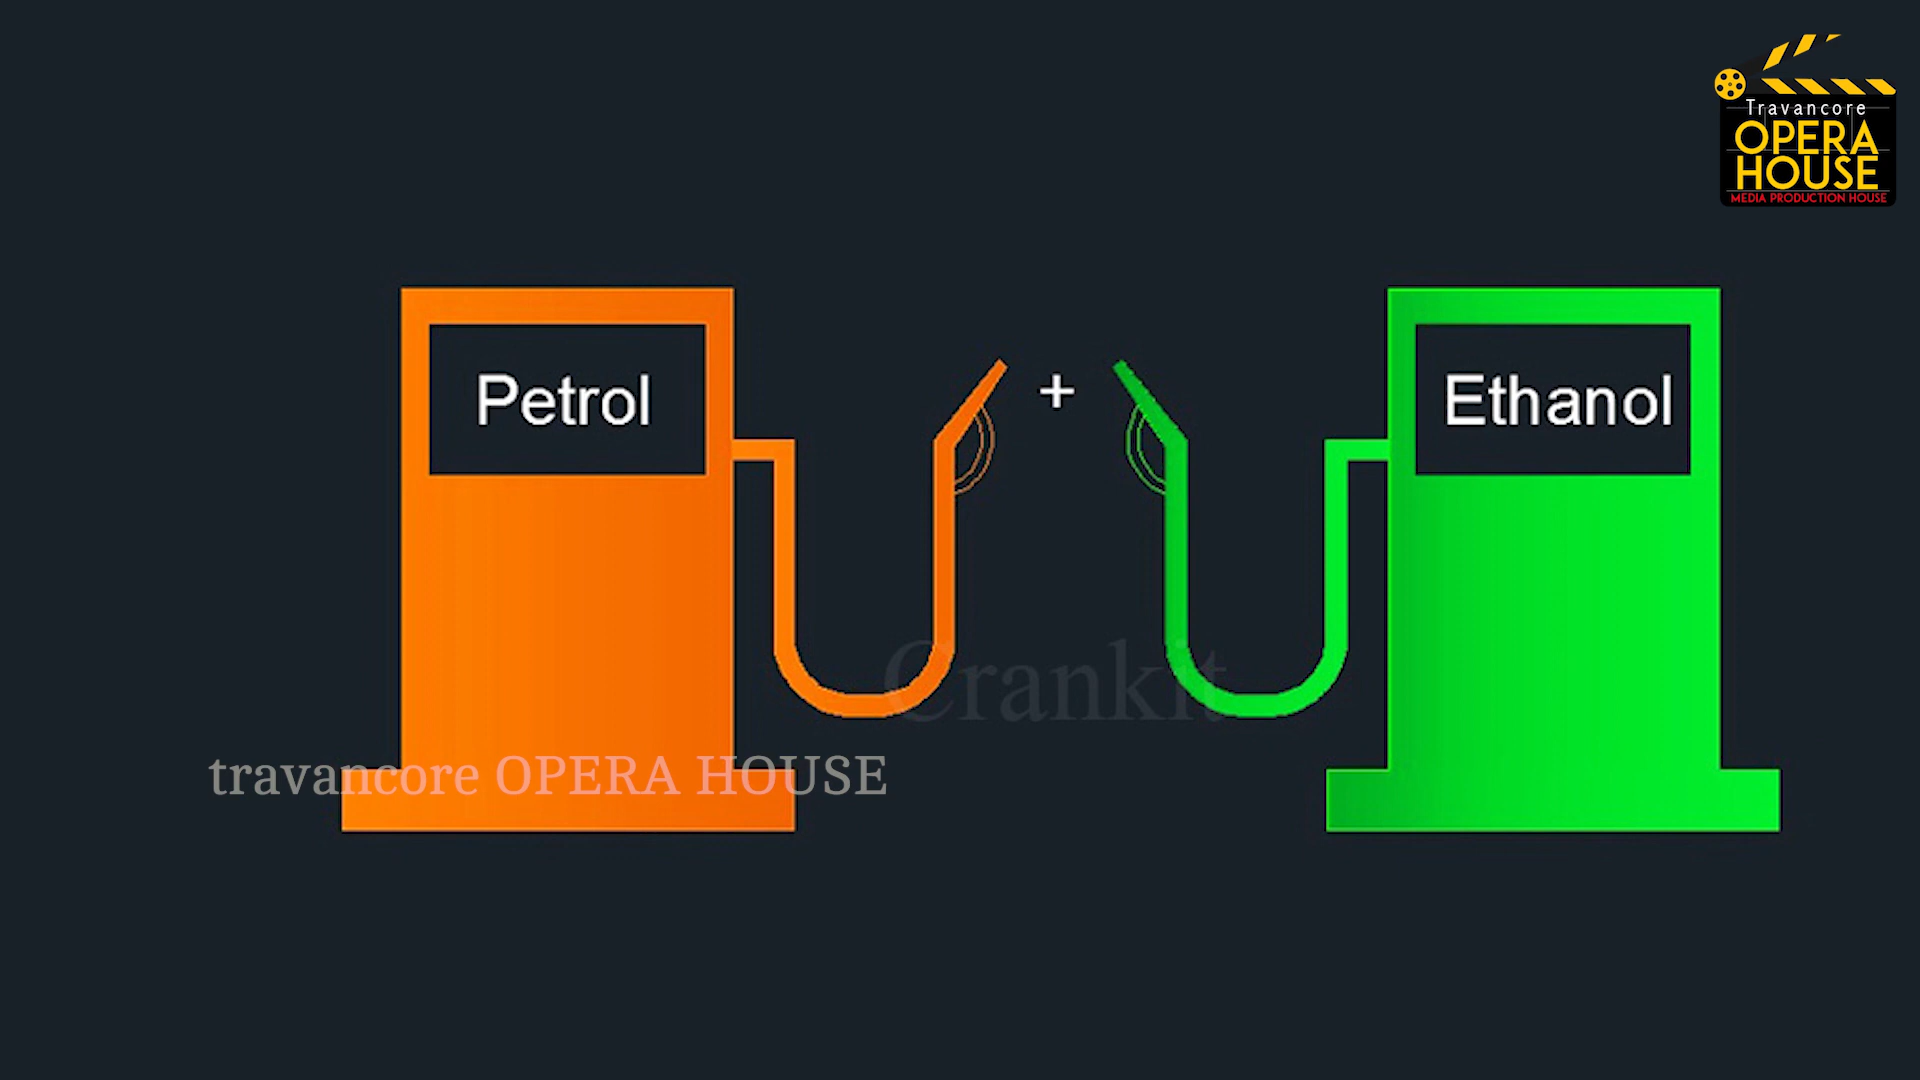 Travancore
OPERA
HOUSE
MEDIA PRODUCTION HOUSE
Petrol
+
Ethanol
Crankit
travancore OPERA HOUSE